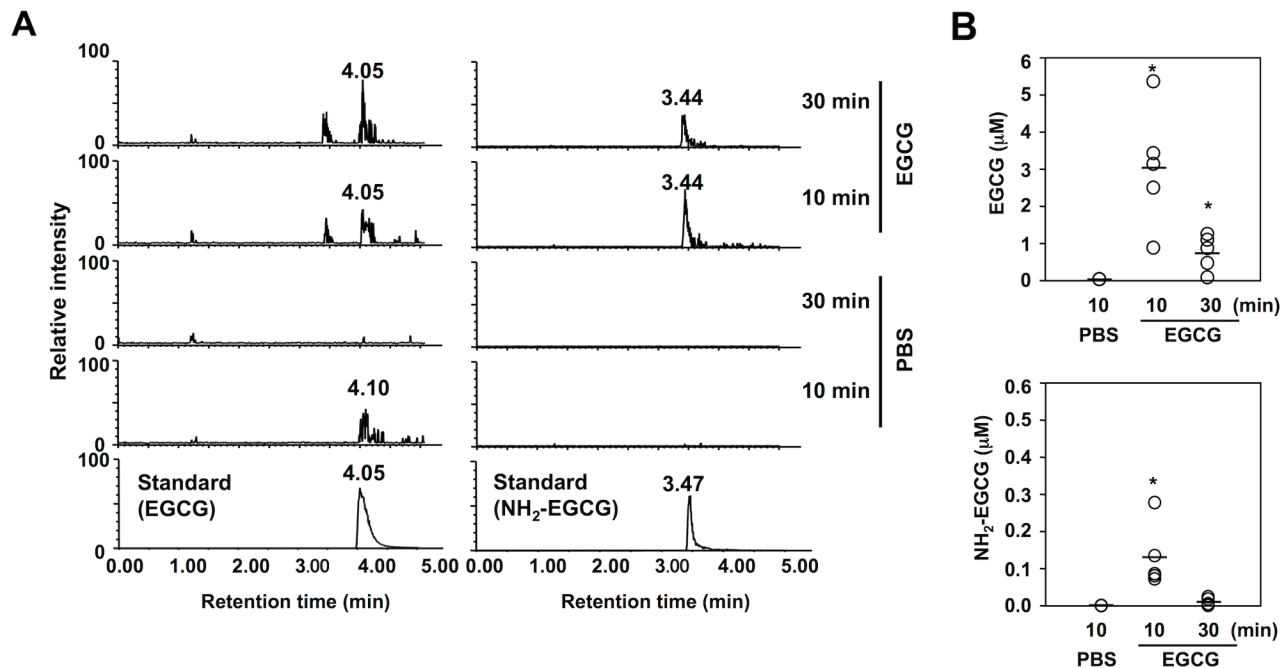 A
B
100
0
4.05
3.44
30 min
100
0
4.05
3.44
10 min
EGCG
100
0
30 min
100
0
4.10
10 min
PBS
100
0
Standard
(EGCG)
4.05
Standard
(NH2-EGCG)
3.47
Relative intensity
0.00 1.00 2.00 3.00 4.00 5.00
0.00 1.00 2.00 3.00 4.00 5.00
Retention time (min)
Retention time (min)
6
5
4
3
2
1
0
EGCG (μM)
*
*
10 10 30 (min)
PBS EGCG
0.6
0.5
0.4
0.3
0.2
0.1
0.0
NH2-EGCG (μM)
*
10 10 30 (min)
PBS EGCG